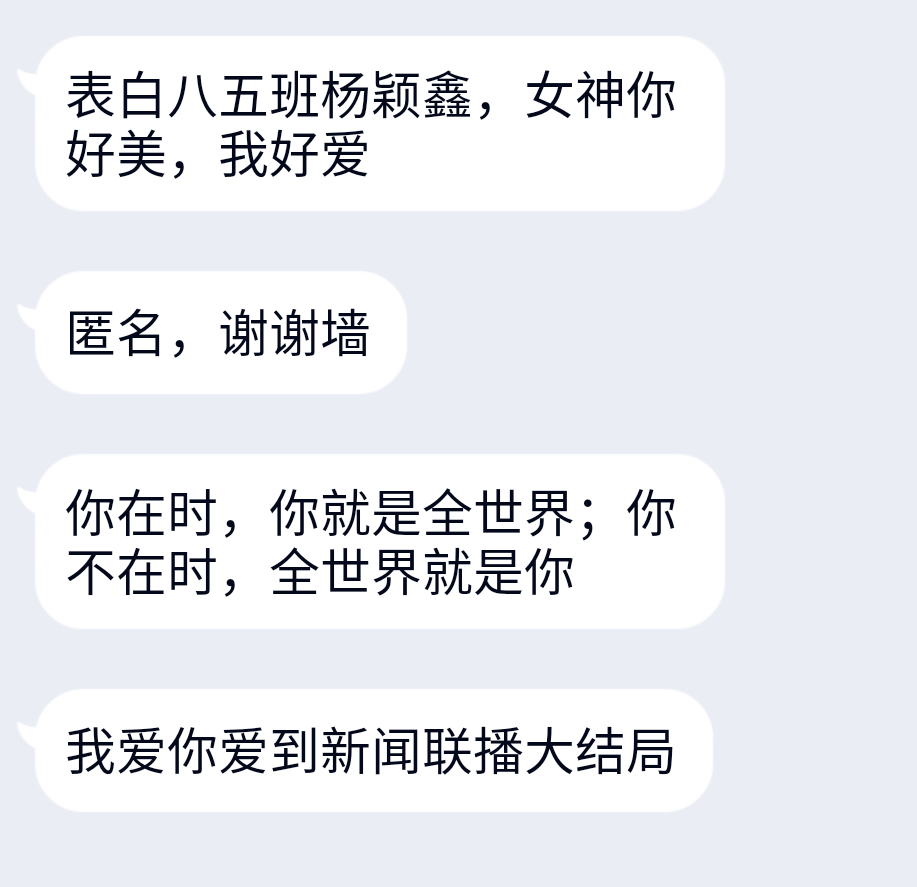 表白八五班杨颖鑫，女神你
好美，我好爱
匿名，谢谢墙
你在时，你就是全世界；你
不在时，全世界就是你
我爱你爱到新闻联播大结局